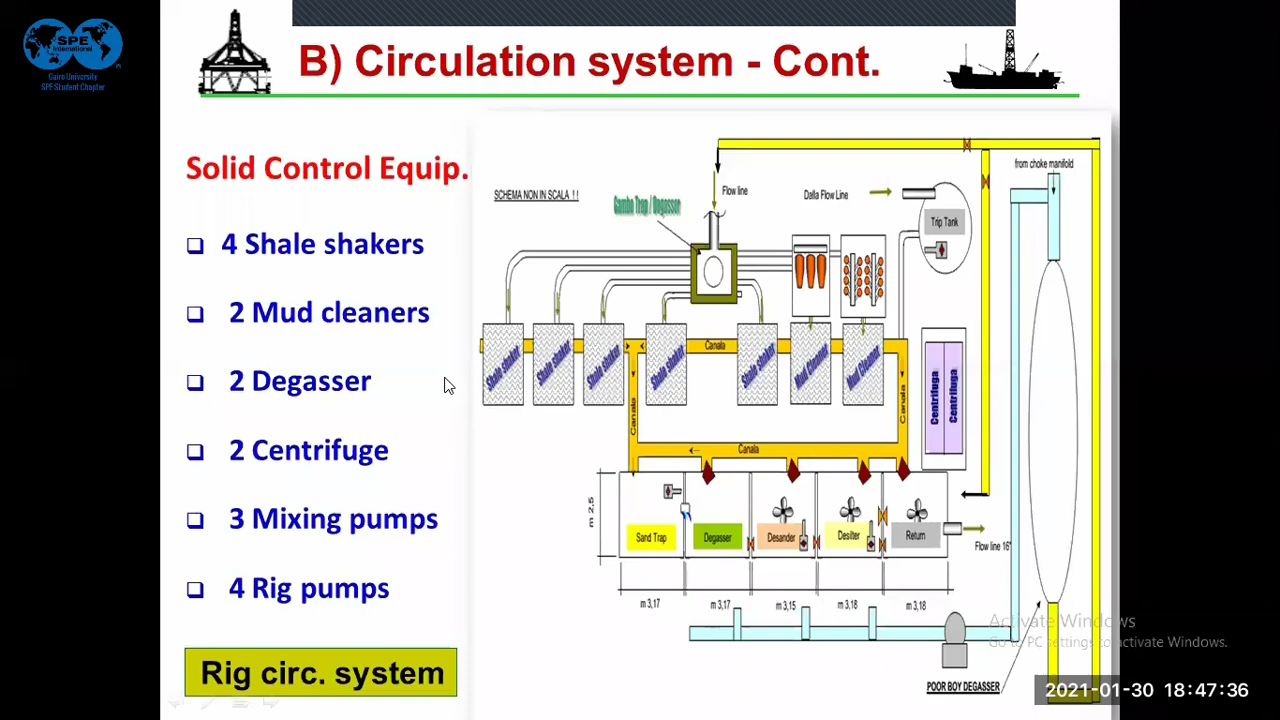 SPE
International
Cairo University
SPE Student Chapter
B) Circulation system - Cont.
Solid Control Equip.
4 Shale shakers
2 Mud cleaners
2 Degasser
2 Centrifuge
3 Mixing pumps
4 Rig pumps
Rig circ. system
SCHEMA NON IN SCALA !!
Gambo Trap / Degasser
Flow line
Dalla Flow Line
Trip Tank
from choke manifold
Shale shaker
Shale shaker
Shale shaker
Shale shaker
Canala
Shale shaker
Mud Cleaner
Mud Cleaner
Centrifuga
Centrifuga
Canala
Canala
Canala
m 2,5
Sand Trap
Degasser
Desander
Desilter
Return
Flow line 16"
m 3,17
m 3,17
m 3,15
m 3,18
m 3,18
POOR BOY DEGASSER
Activate Windows
Go to PC settings to activate Windows.
2021-01-30 18:47:36